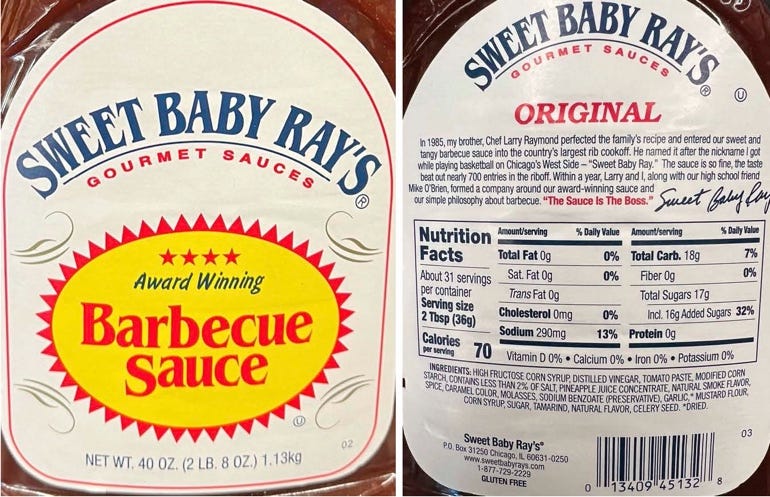 SWEET BABY RAY'S®
GOURMET SAUCES
★★★★
Award Winning
Barbecue
Sauce
U
NET WT. 40 OZ. (2 LB. 8 OZ.) 1.13kg
02
SWEET BABY RAY'S®
GOURMET SAUCES
U
ORIGINAL
In 1985, my brother, Chef Larry Raymond perfected the family's recipe and entered our sweet and
tangy barbecue sauce into the country's largest rib cookoff. He named it after the nickname I got
while playing basketball on Chicago's West Side – "Sweet Baby Ray." The sauce is so fine, the taste
beat out nearly 700 entries in the riboff. Within a year, Larry and I, along with our high school friend
Mike O'Brien, formed a company around our award-winning sauce and
our simple philosophy about barbecue. "The Sauce Is The Boss." Sweet Baby Ray
Nutrition
Facts
About 31 servings
per container
Serving size
2 Tbsp (36g)
Calories
per serving 70
Amount/serving % Daily Value
Total Fat 0g 0%
Sat. Fat 0g 0%
Trans Fat 0g
Cholesterol 0mg 0%
Sodium 290mg 13%
Amount/serving % Daily Value
Total Carb. 18g 7%
Fiber 0g 0%
Total Sugars 17g
Incl. 16g Added Sugars 32%
Protein 0g
Vitamin D 0% • Calcium 0% • Iron 0% • Potassium 0%
INGREDIENTS: HIGH FRUCTOSE CORN SYRUP, DISTILLED VINEGAR, TOMATO PASTE, MODIFIED CORN
STARCH, CONTAINS LESS THAN 2% OF SALT, PINEAPPLE JUICE CONCENTRATE, NATURAL SMOKE FLAVOR,
SPICE, CARAMEL COLOR, MOLASSES, SODIUM BENZOATE (PRESERVATIVE), GARLIC,* MUSTARD FLOUR,
CORN SYRUP, SUGAR, TAMARIND, NATURAL FLAVOR, CELERY SEED. *DRIED.
Sweet Baby Ray's®
P.O. Box 31250 Chicago, IL 60631-0250
www.sweetbabyrays.com
1-877-729-2229
GLUTEN FREE
03
0 13409 45132 8